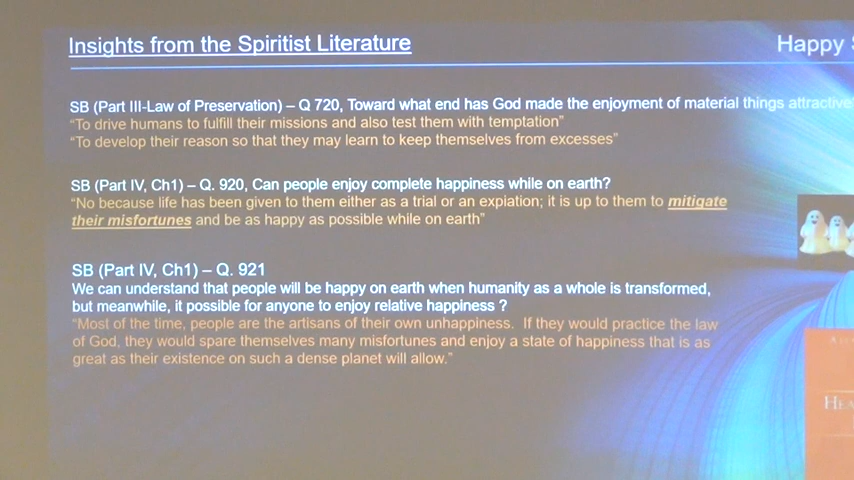 Insights from the Spiritist Literature
Happy
SB (Part III-Law of Preservation) – Q 720, Toward what end has God made the enjoyment of material things attractive
“To drive humans to fulfill their missions and also test them with temptation”
“To develop their reason so that they may learn to keep themselves from excesses”
SB (Part IV, Ch1) – Q. 920, Can people enjoy complete happiness while on earth?
“No because life has been given to them either as a trial or an expiation; it is up to them to mitigate
their misfortunes and be as happy as possible while on earth”
SB (Part IV, Ch1) – Q. 921
We can understand that people will be happy on earth when humanity as a whole is transformed,
but meanwhile, it possible for anyone to enjoy relative happiness ?
“Most of the time, people are the artisans of their own unhappiness. If they would practice the law
of God, they would spare themselves many misfortunes and enjoy a state of happiness that is as
great as their existence on such a dense planet will allow.”